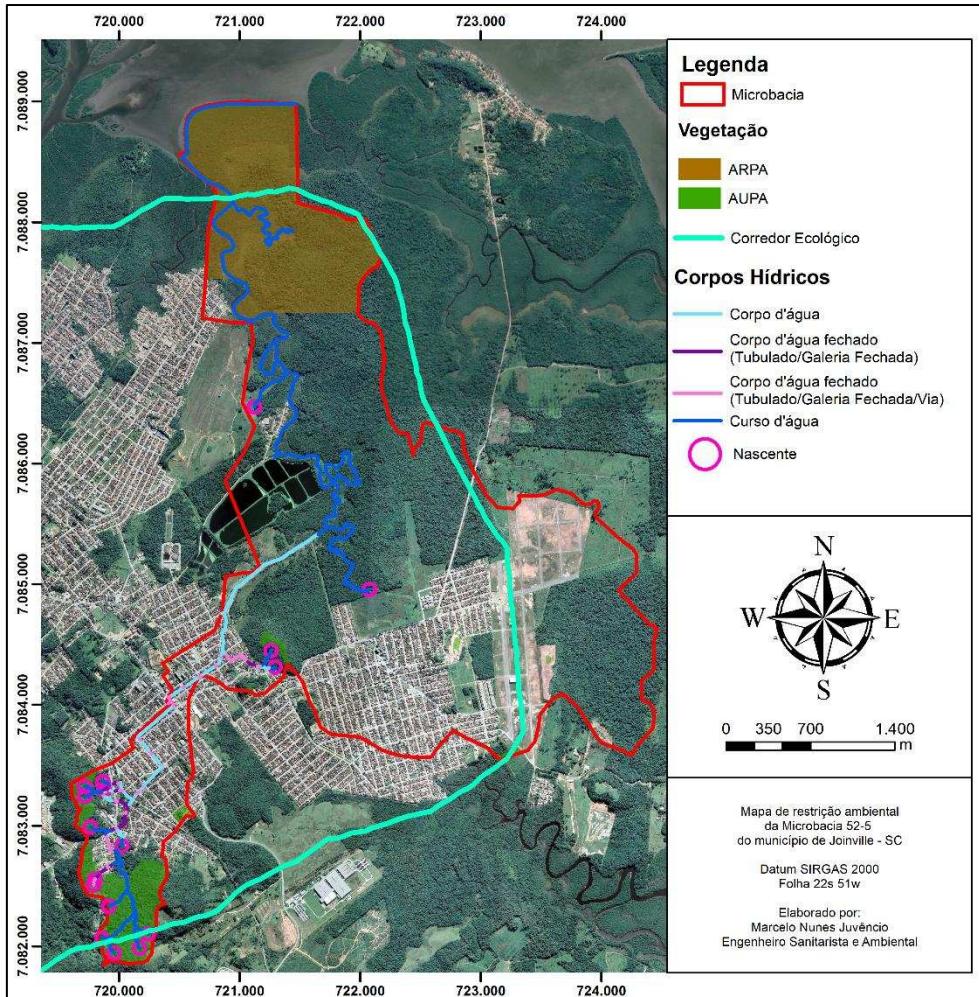 720.000 721.000 722.000 723.000 724.000
7.089.000
7.088.000
7.087.000
7.086.000
7.085.000
7.084.000
7.083.000
7.082.000
720.000 721.000 722.000 723.000 724.000
Legenda
Microbacia
Vegetação
ARPA
AUPA
Corredor Ecológico
Corpos Hídricos
Corpo d'água
Corpo d'água fechado
(Tubulado/Galeria Fechada)
Corpo d'água fechado
(Tubulado/Galeria Fechada/Via)
Curso d'água
Nascente
N
W E
S
0 350 700 1.400
m
Mapa de restrição ambiental
da Microbacia 52-5
do município de Joinville - SC
Datum SIRGAS 2000
Folha 22s 51w
Elaborado por:
Marcelo Nunes Juvêncio
Engenheiro Sanitarista e Ambiental